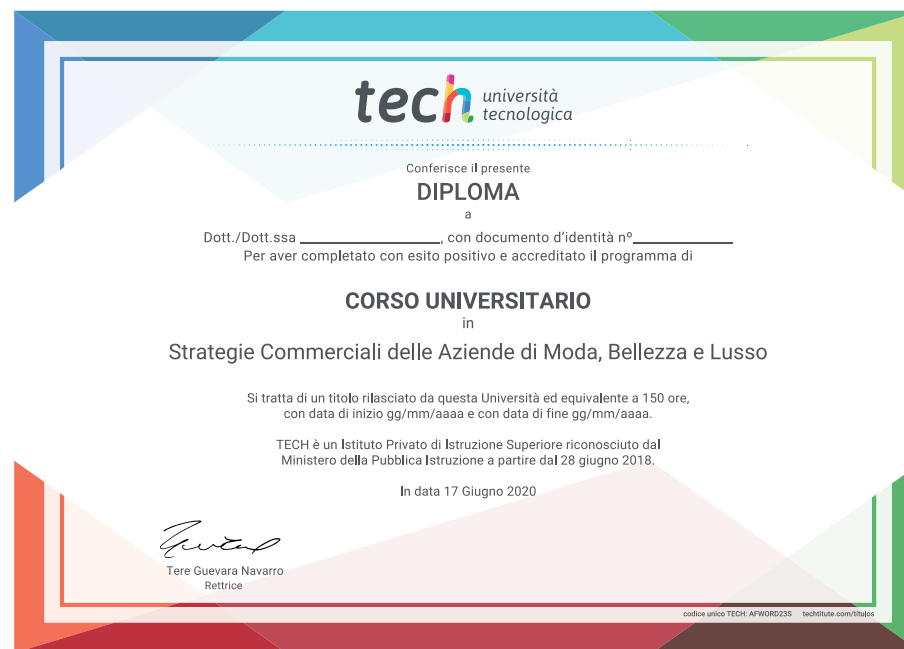 tech università
tecnologica
Conferisce il presente
DIPLOMA
a
Dott./Dott.ssa ____________________, con documento d'identità nº______________
Per aver completato con esito positivo e accreditato il programma di
CORSO UNIVERSITARIO
in
Strategie Commerciali delle Aziende di Moda, Bellezza e Lusso
Si tratta di un titolo rilasciato da questa Università ed equivalente a 150 ore,
con data di inizio gg/mm/aaaa e con data di fine gg/mm/aaaa.
TECH è un Istituto Privato di Istruzione Superiore riconosciuto dal
Ministero della Pubblica Istruzione a partire dal 28 giugno 2018.
In data 17 Giugno 2020
Tere Guevara Navarro
Rettrice
codice unico TECH: AFWORD23S techtitute.com/titulos